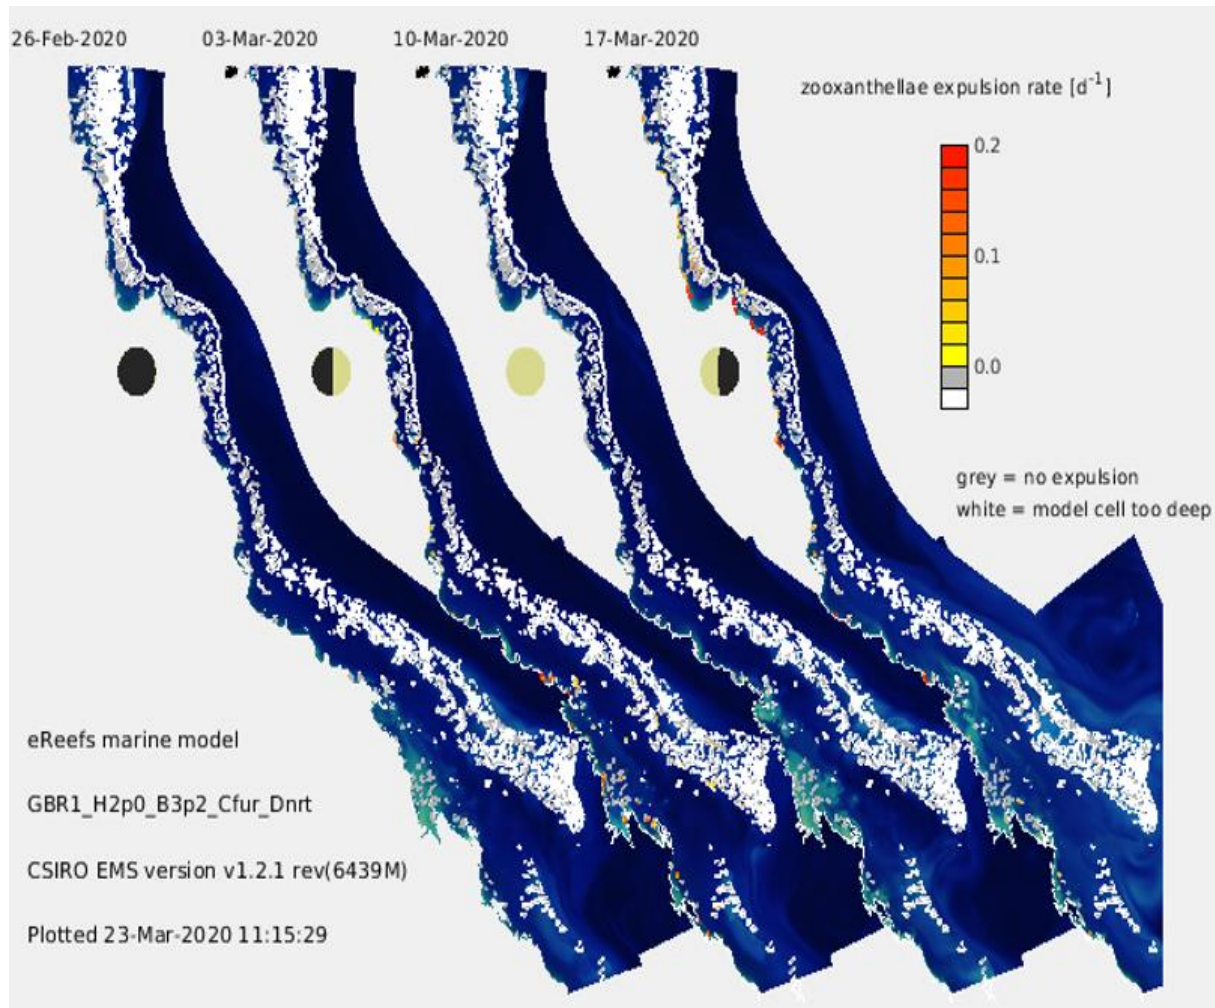 26-Feb-2020 03-Mar-2020 10-Mar-2020 17-Mar-2020
zooxanthellae expulsion rate [d⁻¹]
0.2
0.1
0.0
grey = no expulsion
white = model cell too deep
eReefs marine model
GBR1_H2p0_B3p2_Cfur_Dnrt
CSIRO EMS version v1.2.1 rev(6439M)
Plotted 23-Mar-2020 11:15:29